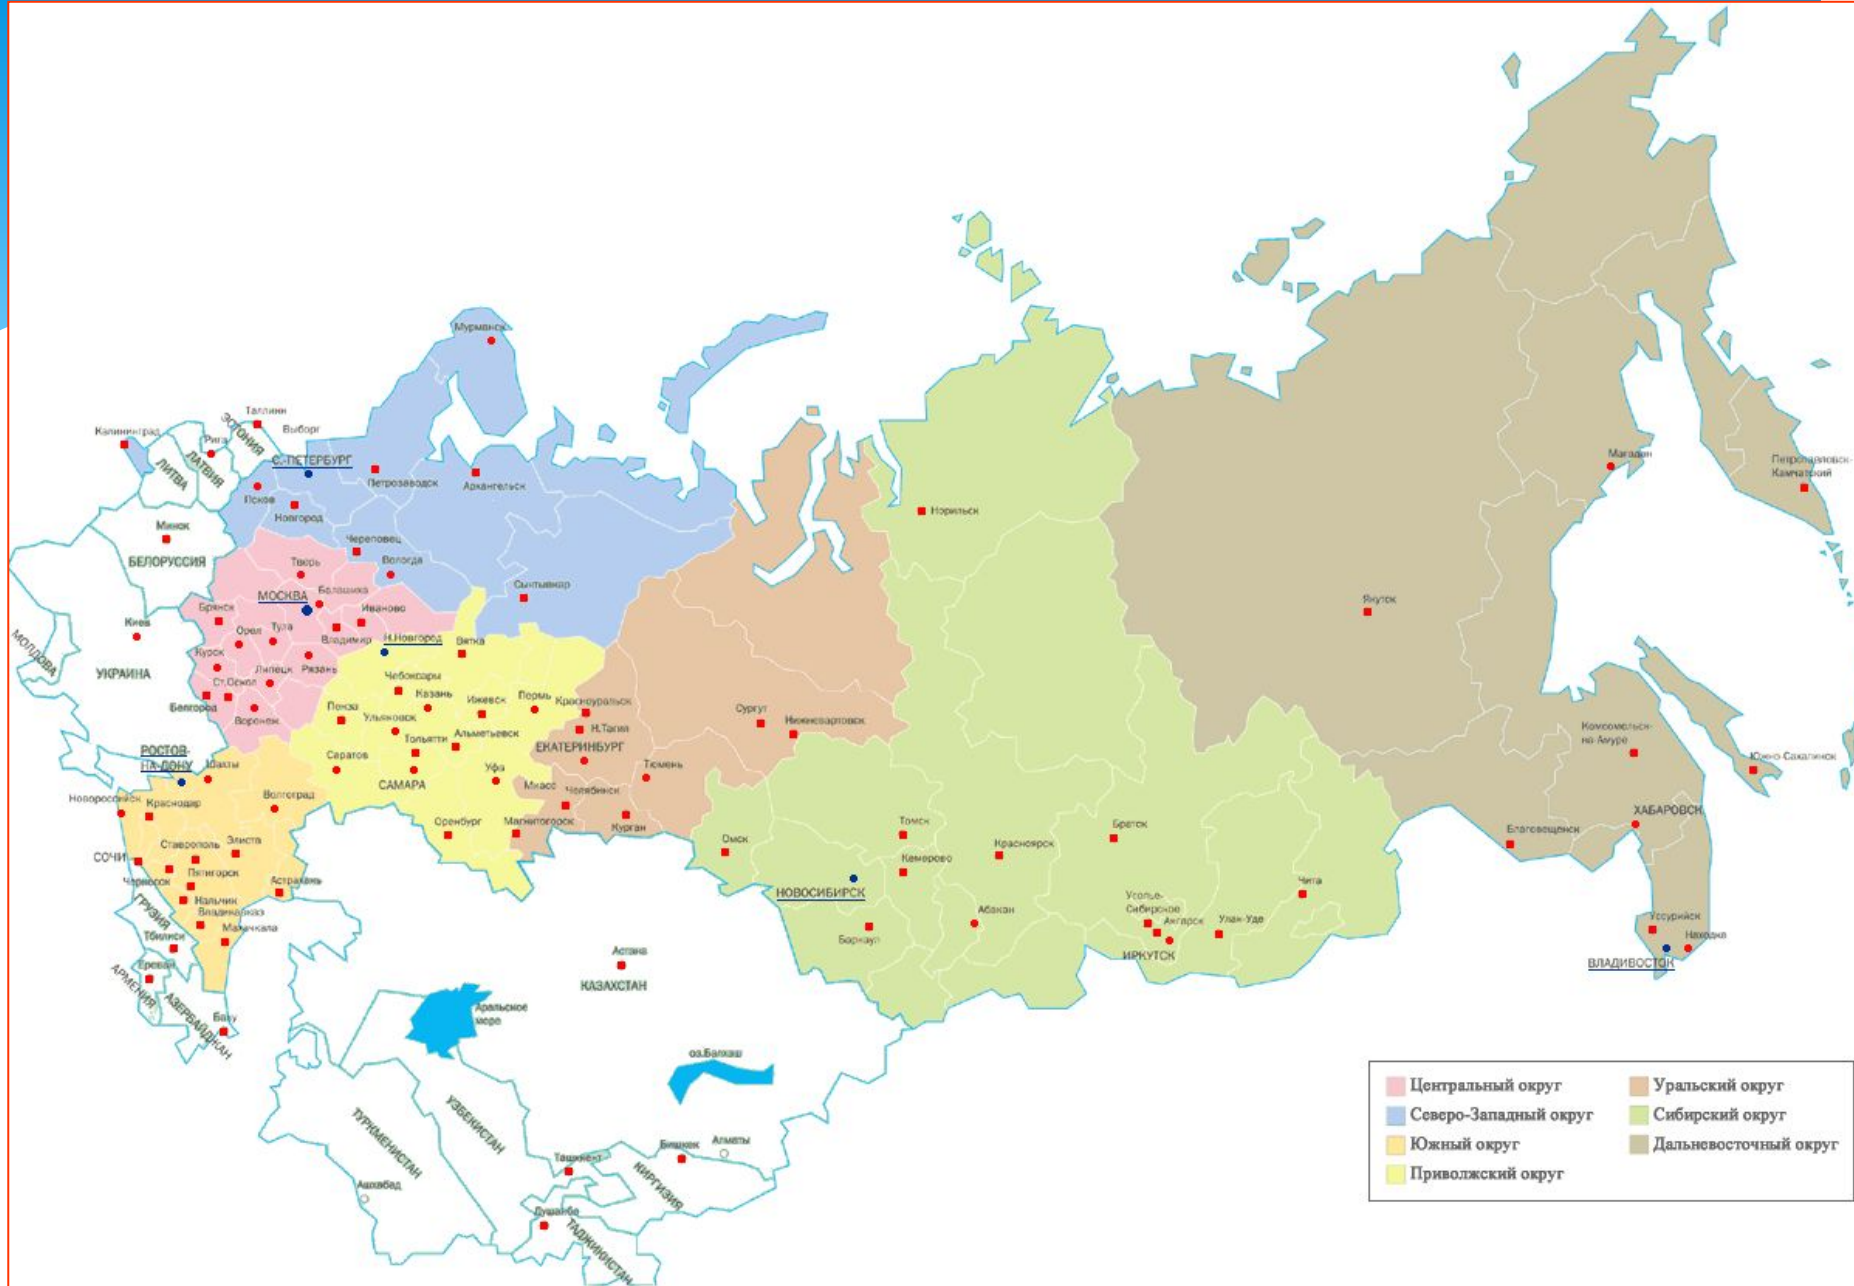 Мурманск
Таллинн
Выборг
ЭСТОНИЯ
Калининград
Рига
ЛАТВИЯ
ЛИТВА
С.-ПЕТЕРБУРГ
Петрозаводск
Архангельск
Псков
Новгород
Норильск
Магадан
Петропавловск-
Камчатский
Минск
БЕЛОРУССИЯ
Череповец
Вологда
Тверь
Сыктывкар
МОСКВА
Балашиха
Якутск
Брянск
Иваново
Киев
Орел
Тула
Владимир
Н.Новгород
Вятка
МОЛДОВА
УКРАИНА
Курск
Липецк
Рязань
Ст.Оскол
Чебоксары
Казань
Ижевск
Пермь
Красноуральск
Белгород
Воронеж
Пенза
Ульяновск
Сургут
Нижневартовск
Н.Тагил
Тольятти
Альметьевск
ЕКАТЕРИНБУРГ
Комсомольск-
на-Амуре
РОСТОВ-
НА-ДОНУ
Шахты
Саратов
САМАРА
Уфа
Тюмень
Южно-Сахалинск
Миасс
Челябинск
Новороссийск
Краснодар
Волгоград
Оренбург
Магнитогорск
Курган
ХАБАРОВСК
Благовещенск
Томск
Братск
Омск
Красноярск
Кемерово
СОЧИ
Ставрополь
Элиста
Пятигорск
Черкесск
Астрахань
НОВОСИБИРСК
Чита
Нальчик
Владикавказ
ГРУЗИЯ
Тбилиси
Махачкала
Барнаул
Абакан
Усолье-
Сибирское
Ангарск
Улан-Удэ
ИРКУТСК
Уссурийск
Находка
ВЛАДИВОСТОК
Ереван
АРМЕНИЯ
АЗЕРБАЙДЖАН
Баку
Астана
КАЗАХСТАН
Аральское
море
оз.Балхаш
ТУРКМЕНИСТАН
УЗБЕКИСТАН
Ашхабад
Ташкент
Бишкек
Алматы
КИРГИЗИЯ
Душанбе
ТАДЖИКИСТАН
Центральный округ
Северо-Западный округ
Южный округ
Приволжский округ
Уральский округ
Сибирский округ
Дальневосточный округ